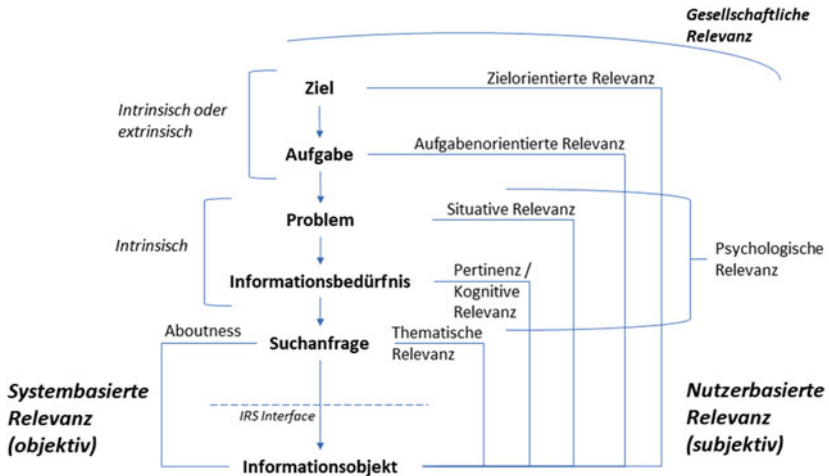 Gesellschaftliche
Relevanz
Ziel
Zielorientierte Relevanz
Intrinsisch oder
extrinsisch
Aufgabe
Aufgabenorientierte Relevanz
Problem
Situative Relevanz
Intrinsisch
Psychologische
Relevanz
Informationsbedürfnis
Pertinenz /
Kognitive
Relevanz
Aboutness
Suchanfrage
Thematische
Relevanz
Systembasierte
Relevanz
(objektiv)
IRS Interface
Nutzerbasierte
Relevanz
(subjektiv)
Informationsobjekt